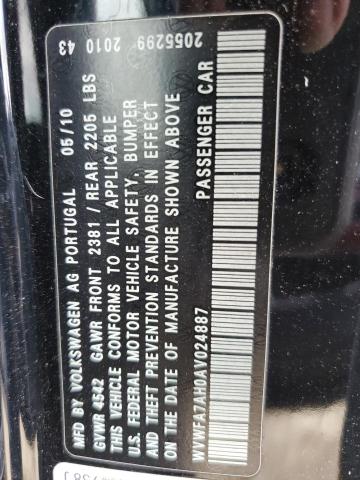 2055299 2010 43
MFD BY VOLKSWAGEN AG PORTUGAL 05/10
GVWR 4542 GAWR FRONT 2381/REAR 2205 LBS
THIS VEHICLE CONFORMS TO ALL APPLICABLE
U.S. FEDERAL MOTOR VEHICLE SAFETY, BUMPER
AND THEFT PREVENTION STANDARDS IN EFFECT
ON THE DATE OF MANUFACTURE SHOWN ABOVE
WVWFA7AH0AV024887 PASSENGER CAR